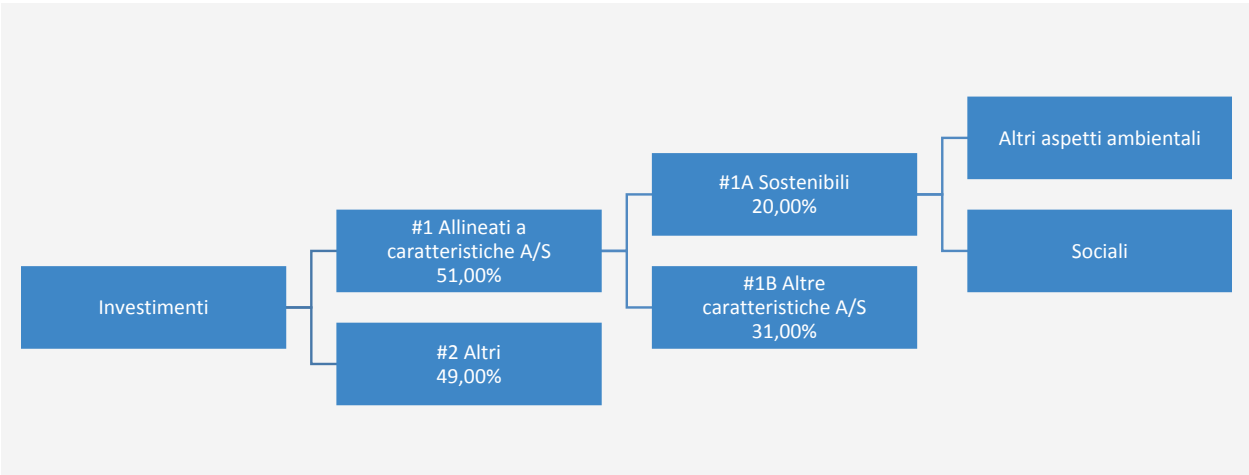 Investimenti
#1 Allineati a
caratteristiche A/S
51,00%
#2 Altri
49,00%
#1A Sostenibili
20,00%
#1B Altre
caratteristiche A/S
31,00%
Altri aspetti ambientali
Sociali